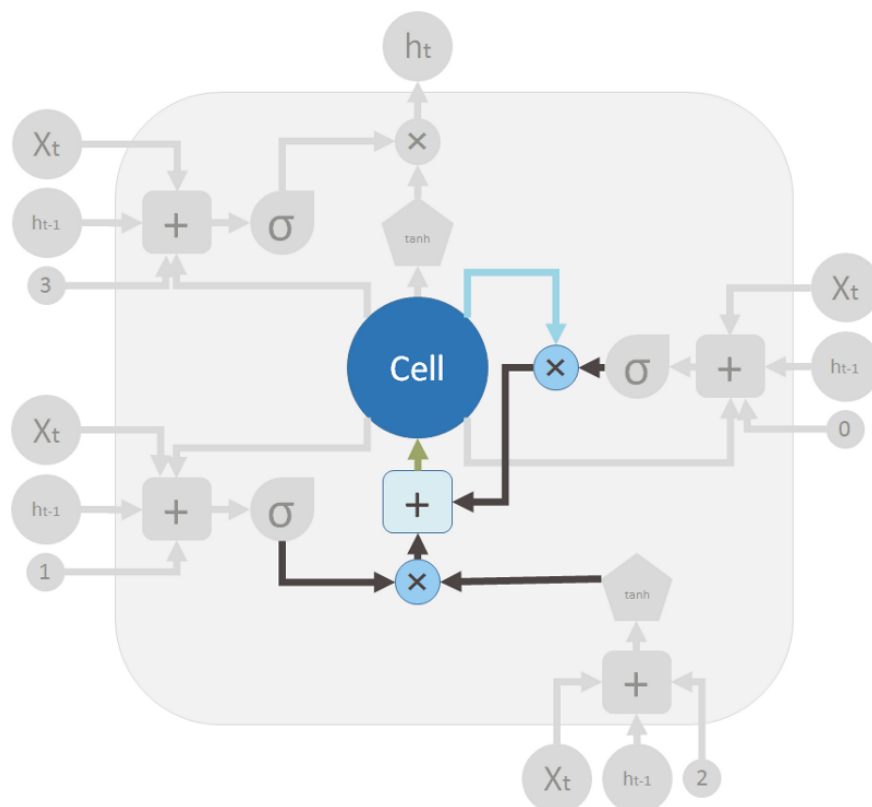 ht
×
Xt
ht-1
+
σ
tanh
3
Xt
Cell
×
σ
+
ht-1
Xt
0
+
ht-1
+
σ
1
×
tanh
+
Xt
ht-1
2